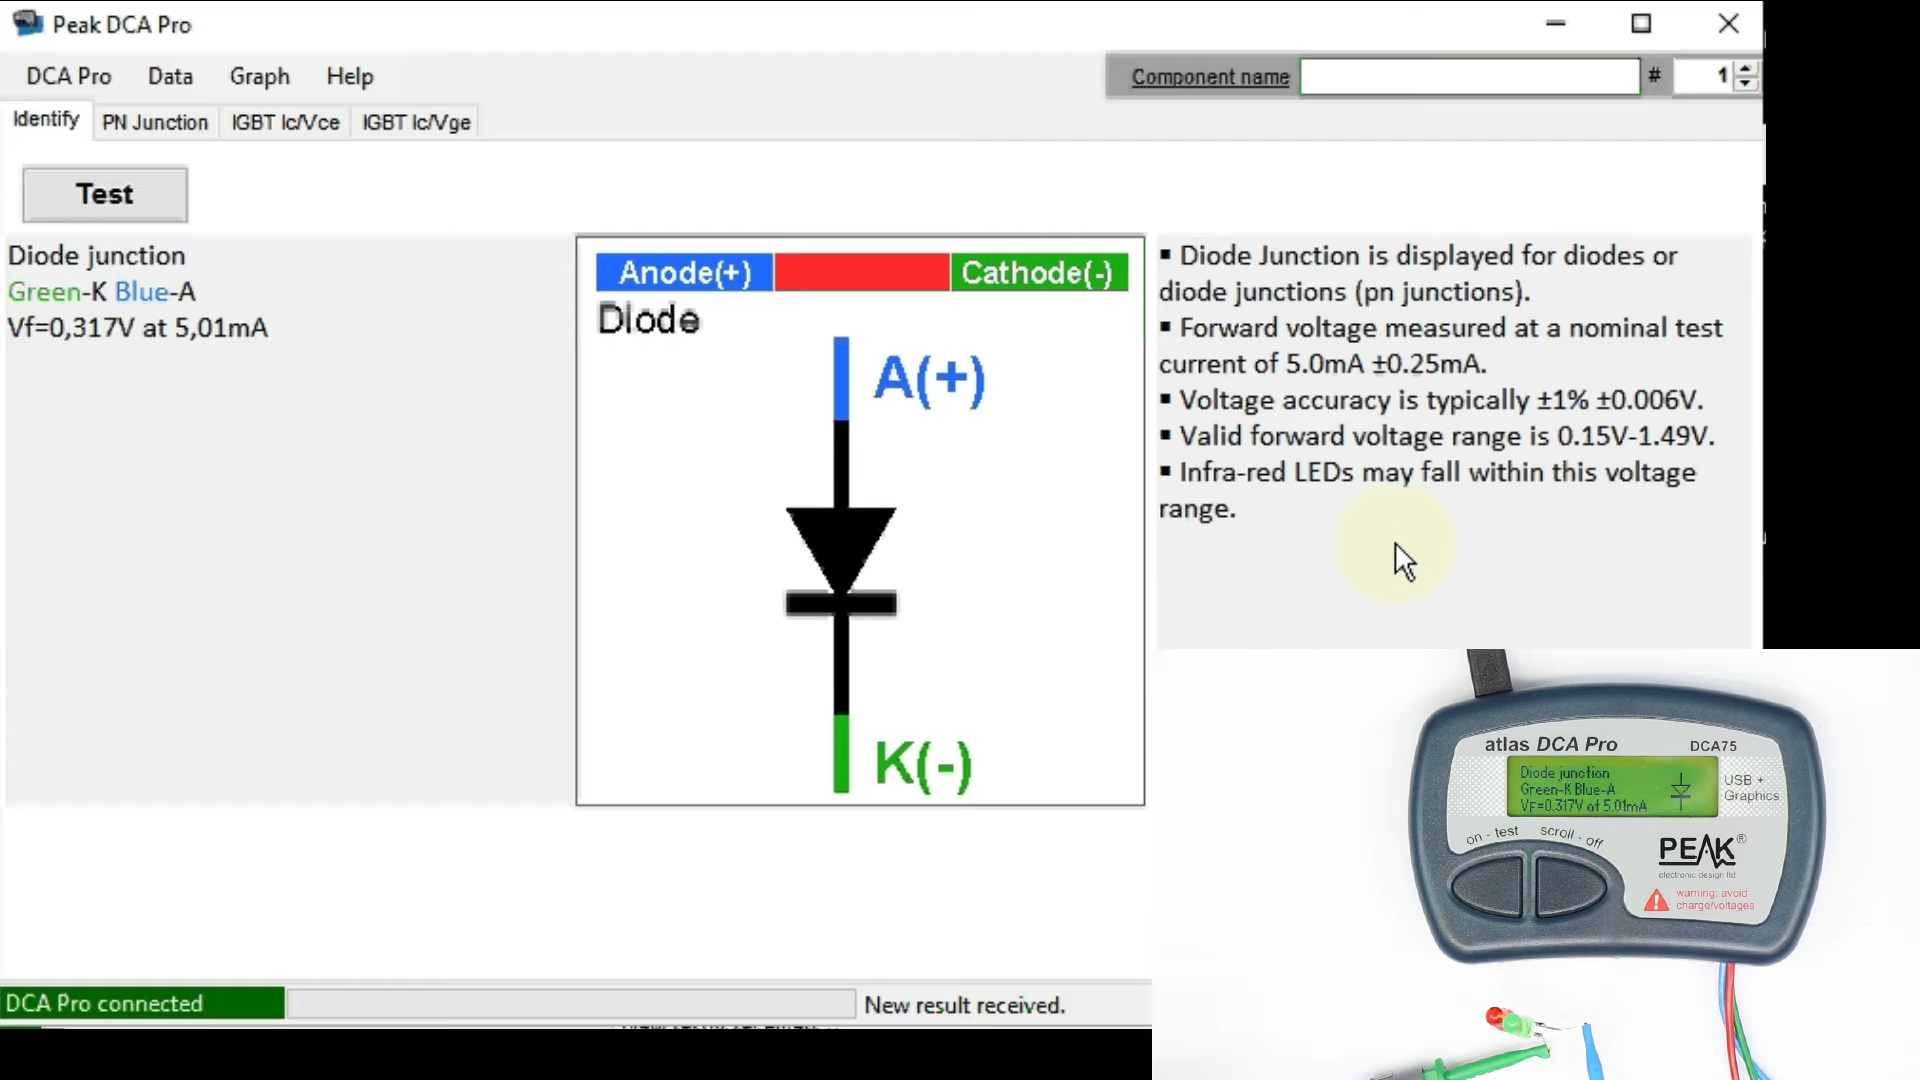 Peak DCA Pro
DCA Pro Data Graph Help
Component name # 1
Identify PN Junction IGBT Ic/Vce IGBT Ic/Vge
Test
Diode junction
Green-K Blue-A
Vf=0,317V at 5,01mA
Anode(+) Cathode(-)
Diode
A(+)
K(-)
▪ Diode Junction is displayed for diodes or
diode junctions (pn junctions).
▪ Forward voltage measured at a nominal test
current of 5.0mA ±0.25mA.
▪ Voltage accuracy is typically ±1% ±0.006V.
▪ Valid forward voltage range is 0.15V-1.49V.
▪ Infra-red LEDs may fall within this voltage
range.
DCA Pro connected
New result received.
atlas DCA Pro DCA75
Diode junction
Green-K Blue-A
VF=0.317V at 5.01mA
USB +
Graphics
on - test scroll - off
PEAK®
electronic design ltd
warning: avoid
charge/voltages